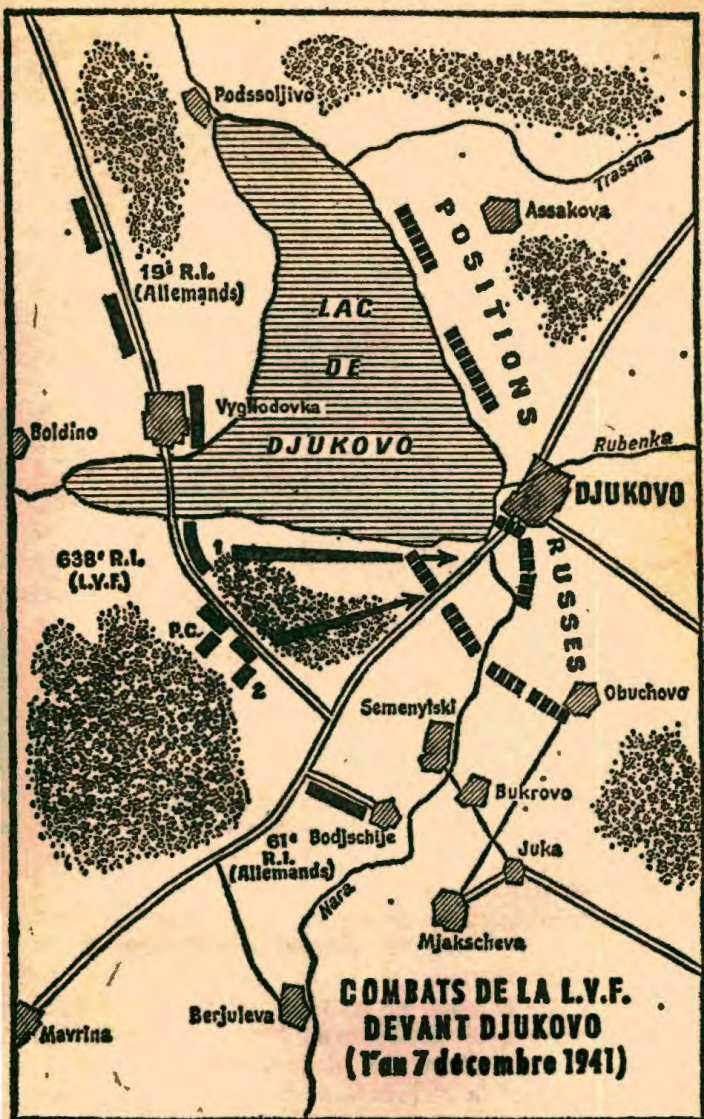 Podssoljivo
Trassna
Assakova
POSITIONS
19e R.I.
(Allemands)
LAC
DE
DJUKOVO
Vyghodovka
Boldino
Rubenka
DJUKOVO
638e R.I.
(L.V.F.)
1
RUSSES
P.C.
2
Obuchovo
Semenytski
Bukrovo
61e
R.I.
(Allemands)
Bodjschije
Juka
Nara
Mjakscheva
Mavrina
Berjuleva
COMBATS DE LA L.V.F.
DEVANT DJUKOVO
(1er au 7 décembre 1941)